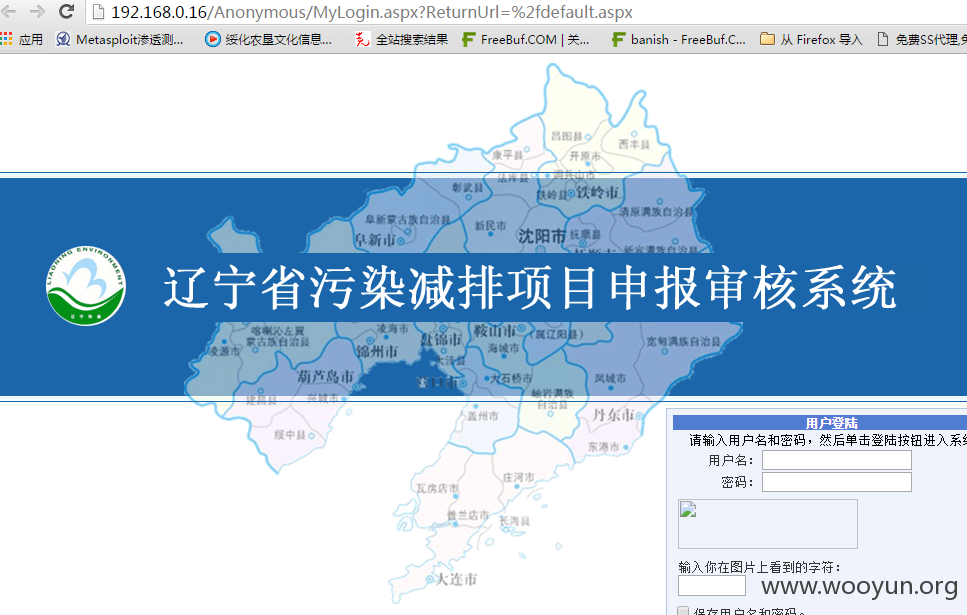 192.168.0.16/Anonymous/MyLogin.aspx?ReturnUrl=%2fdefault.aspx
应用 Metasploit渗透测... 绥化农垦文化信息... 全站搜索结果 FreeBuf.COM | 关... banish - FreeBuf.C... 从 Firefox 导入 免费SS代理,免
昌图县
西丰县
康平县
开原市
法库县
调兵山市
彰武县
铁岭县 铁岭市
清原满族自治县
阜新蒙古族自治县
新民市
阜新市
沈阳市
抚顺县
新宾满族自治县
LIAONING ENVIRONMENT
辽宁环保
辽宁省污染减排项目申报审核系统
喀喇沁左翼
蒙古族自治县
凌海市
盘锦市
鞍山市
(属辽阳县)
凌源市
锦州市
大洼县
海城市
宽甸满族自治县
葫芦岛市
营口市
大石桥市
凤城市
建昌县
兴城市
岫岩满族
自治县
盖州市
丹东市
绥中县
东港市
庄河市
瓦房店市
普兰店市
长海县
大连市
用户登陆
请输入用户名和密码，然后单击登陆按钮进入系统
用户名：
密码：
输入你在图片上看到的字符：
www.wooyun.org
保存用户名和密码。